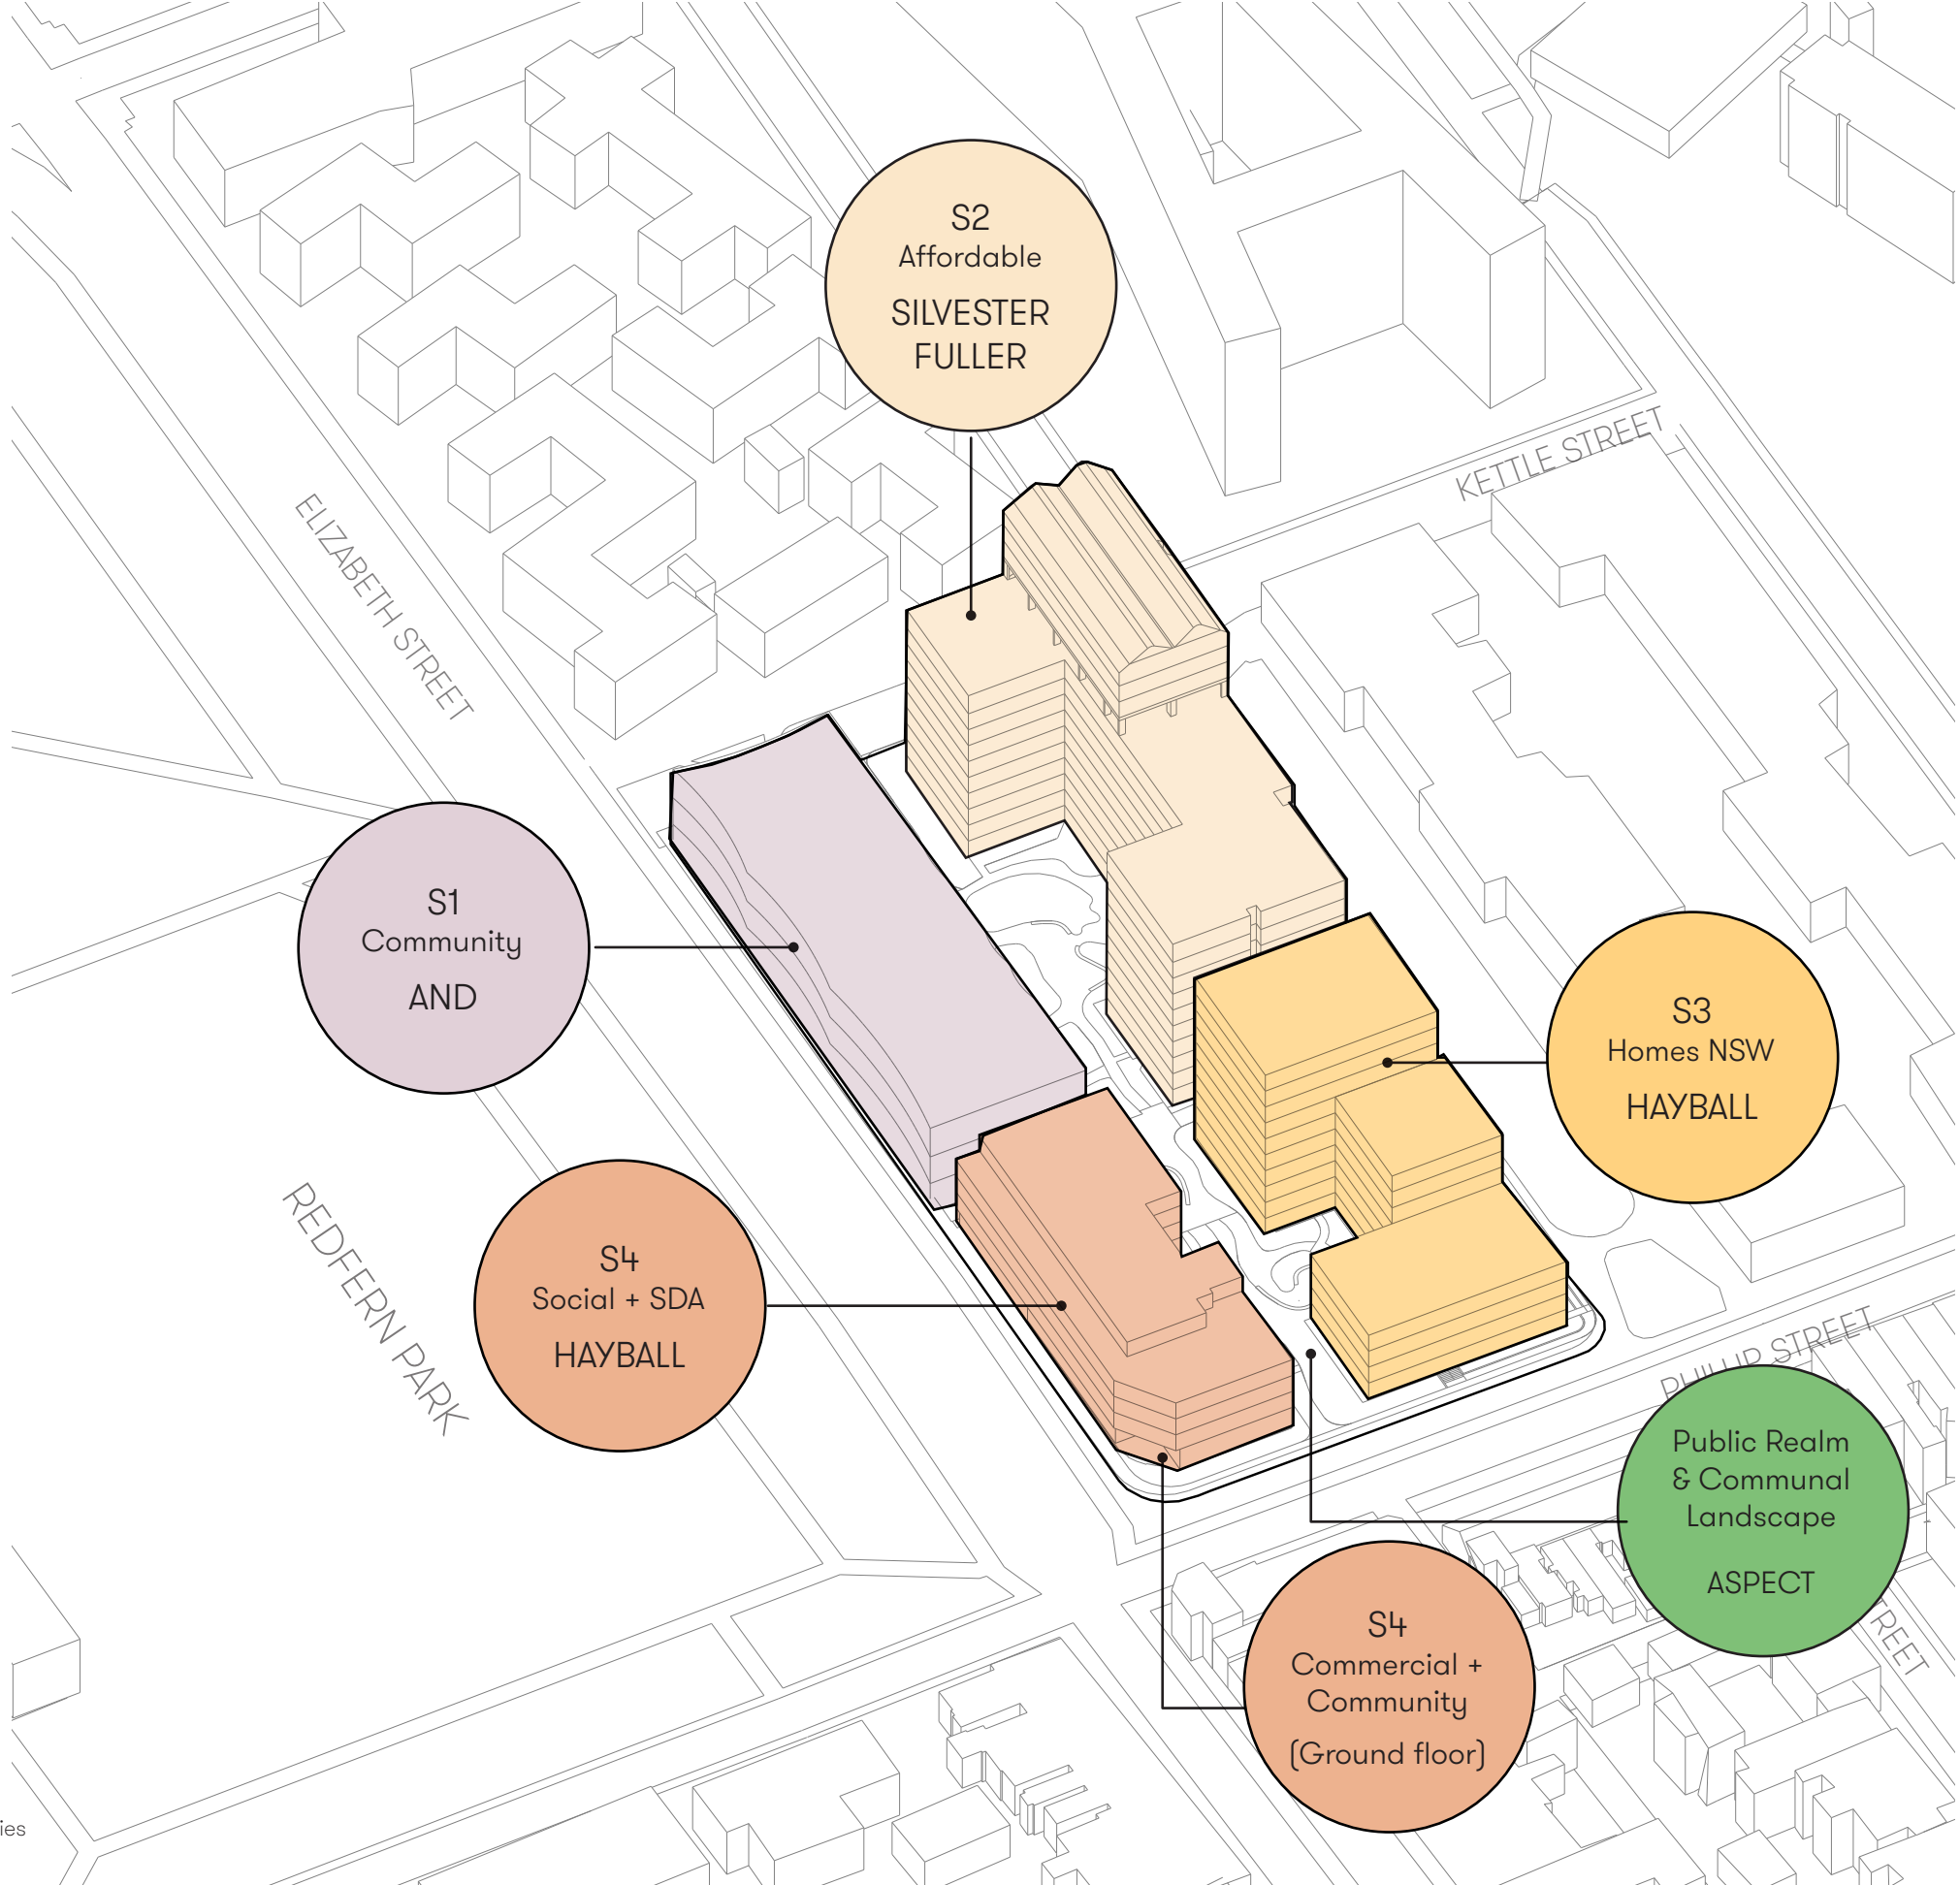 S2
Affordable
SILVESTER
FULLER
KETTLE STREET
ELIZABETH STREET
S1
Community
AND
S3
Homes NSW
HAYBALL
REDFERN PARK
S4
Social + SDA
HAYBALL
STREET
Public Realm
& Communal
Landscape
ASPECT
S4
Commercial +
Community
(Ground floor)